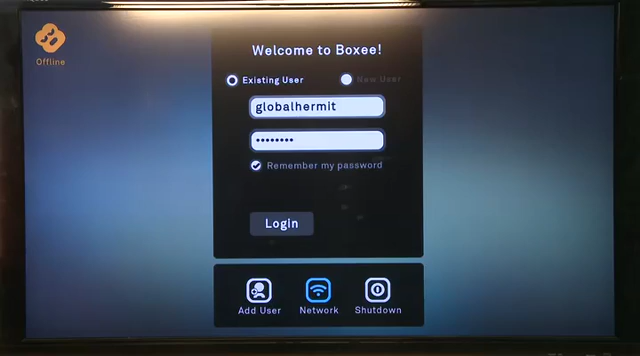 Offline
Welcome to Boxee!
Existing User New User
globalhermit
••••••••
Remember my password
Login
Add User Network Shutdown